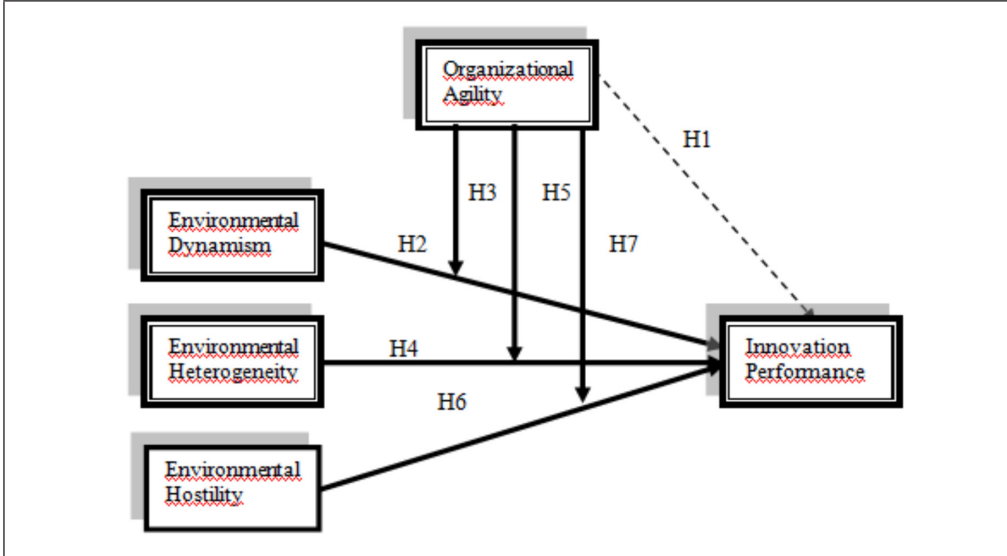 Organizational
Agility
H1
H3
H5
Environmental
Dynamism
H2
H7
Environmental
Heterogeneity
H4
Innovation
Performance
H6
Environmental
Hostility